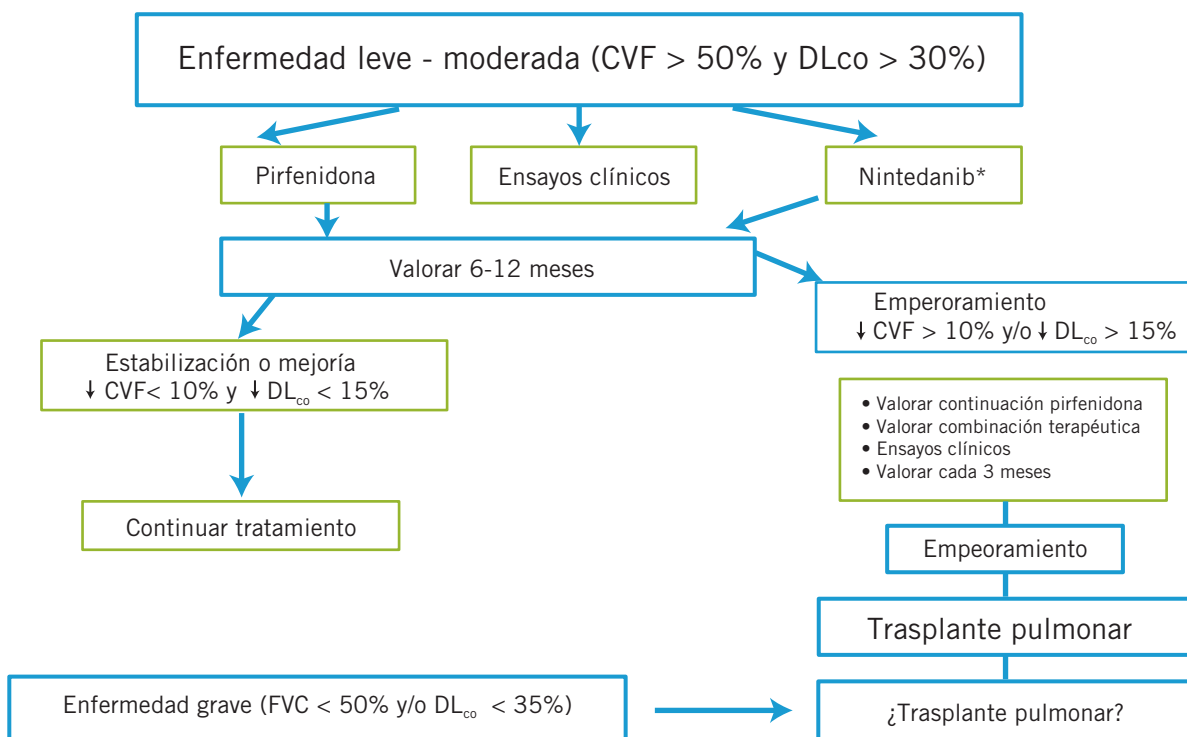 Enfermedad leve - moderada (CVF > 50% y DLco > 30%)
Pirfenidona
Ensayos clínicos
Nintedanib*
Valorar 6-12 meses
Emperoramiento
↓ CVF > 10% y/o ↓ DLco > 15%
Estabilización o mejoría
↓ CVF< 10% y ↓ DLco < 15%
• Valorar continuación pirfenidona
• Valorar combinación terapéutica
• Ensayos clínicos
• Valorar cada 3 meses
Continuar tratamiento
Empeoramiento
Trasplante pulmonar
Enfermedad grave (FVC < 50% y/o DLco < 35%)
¿Trasplante pulmonar?